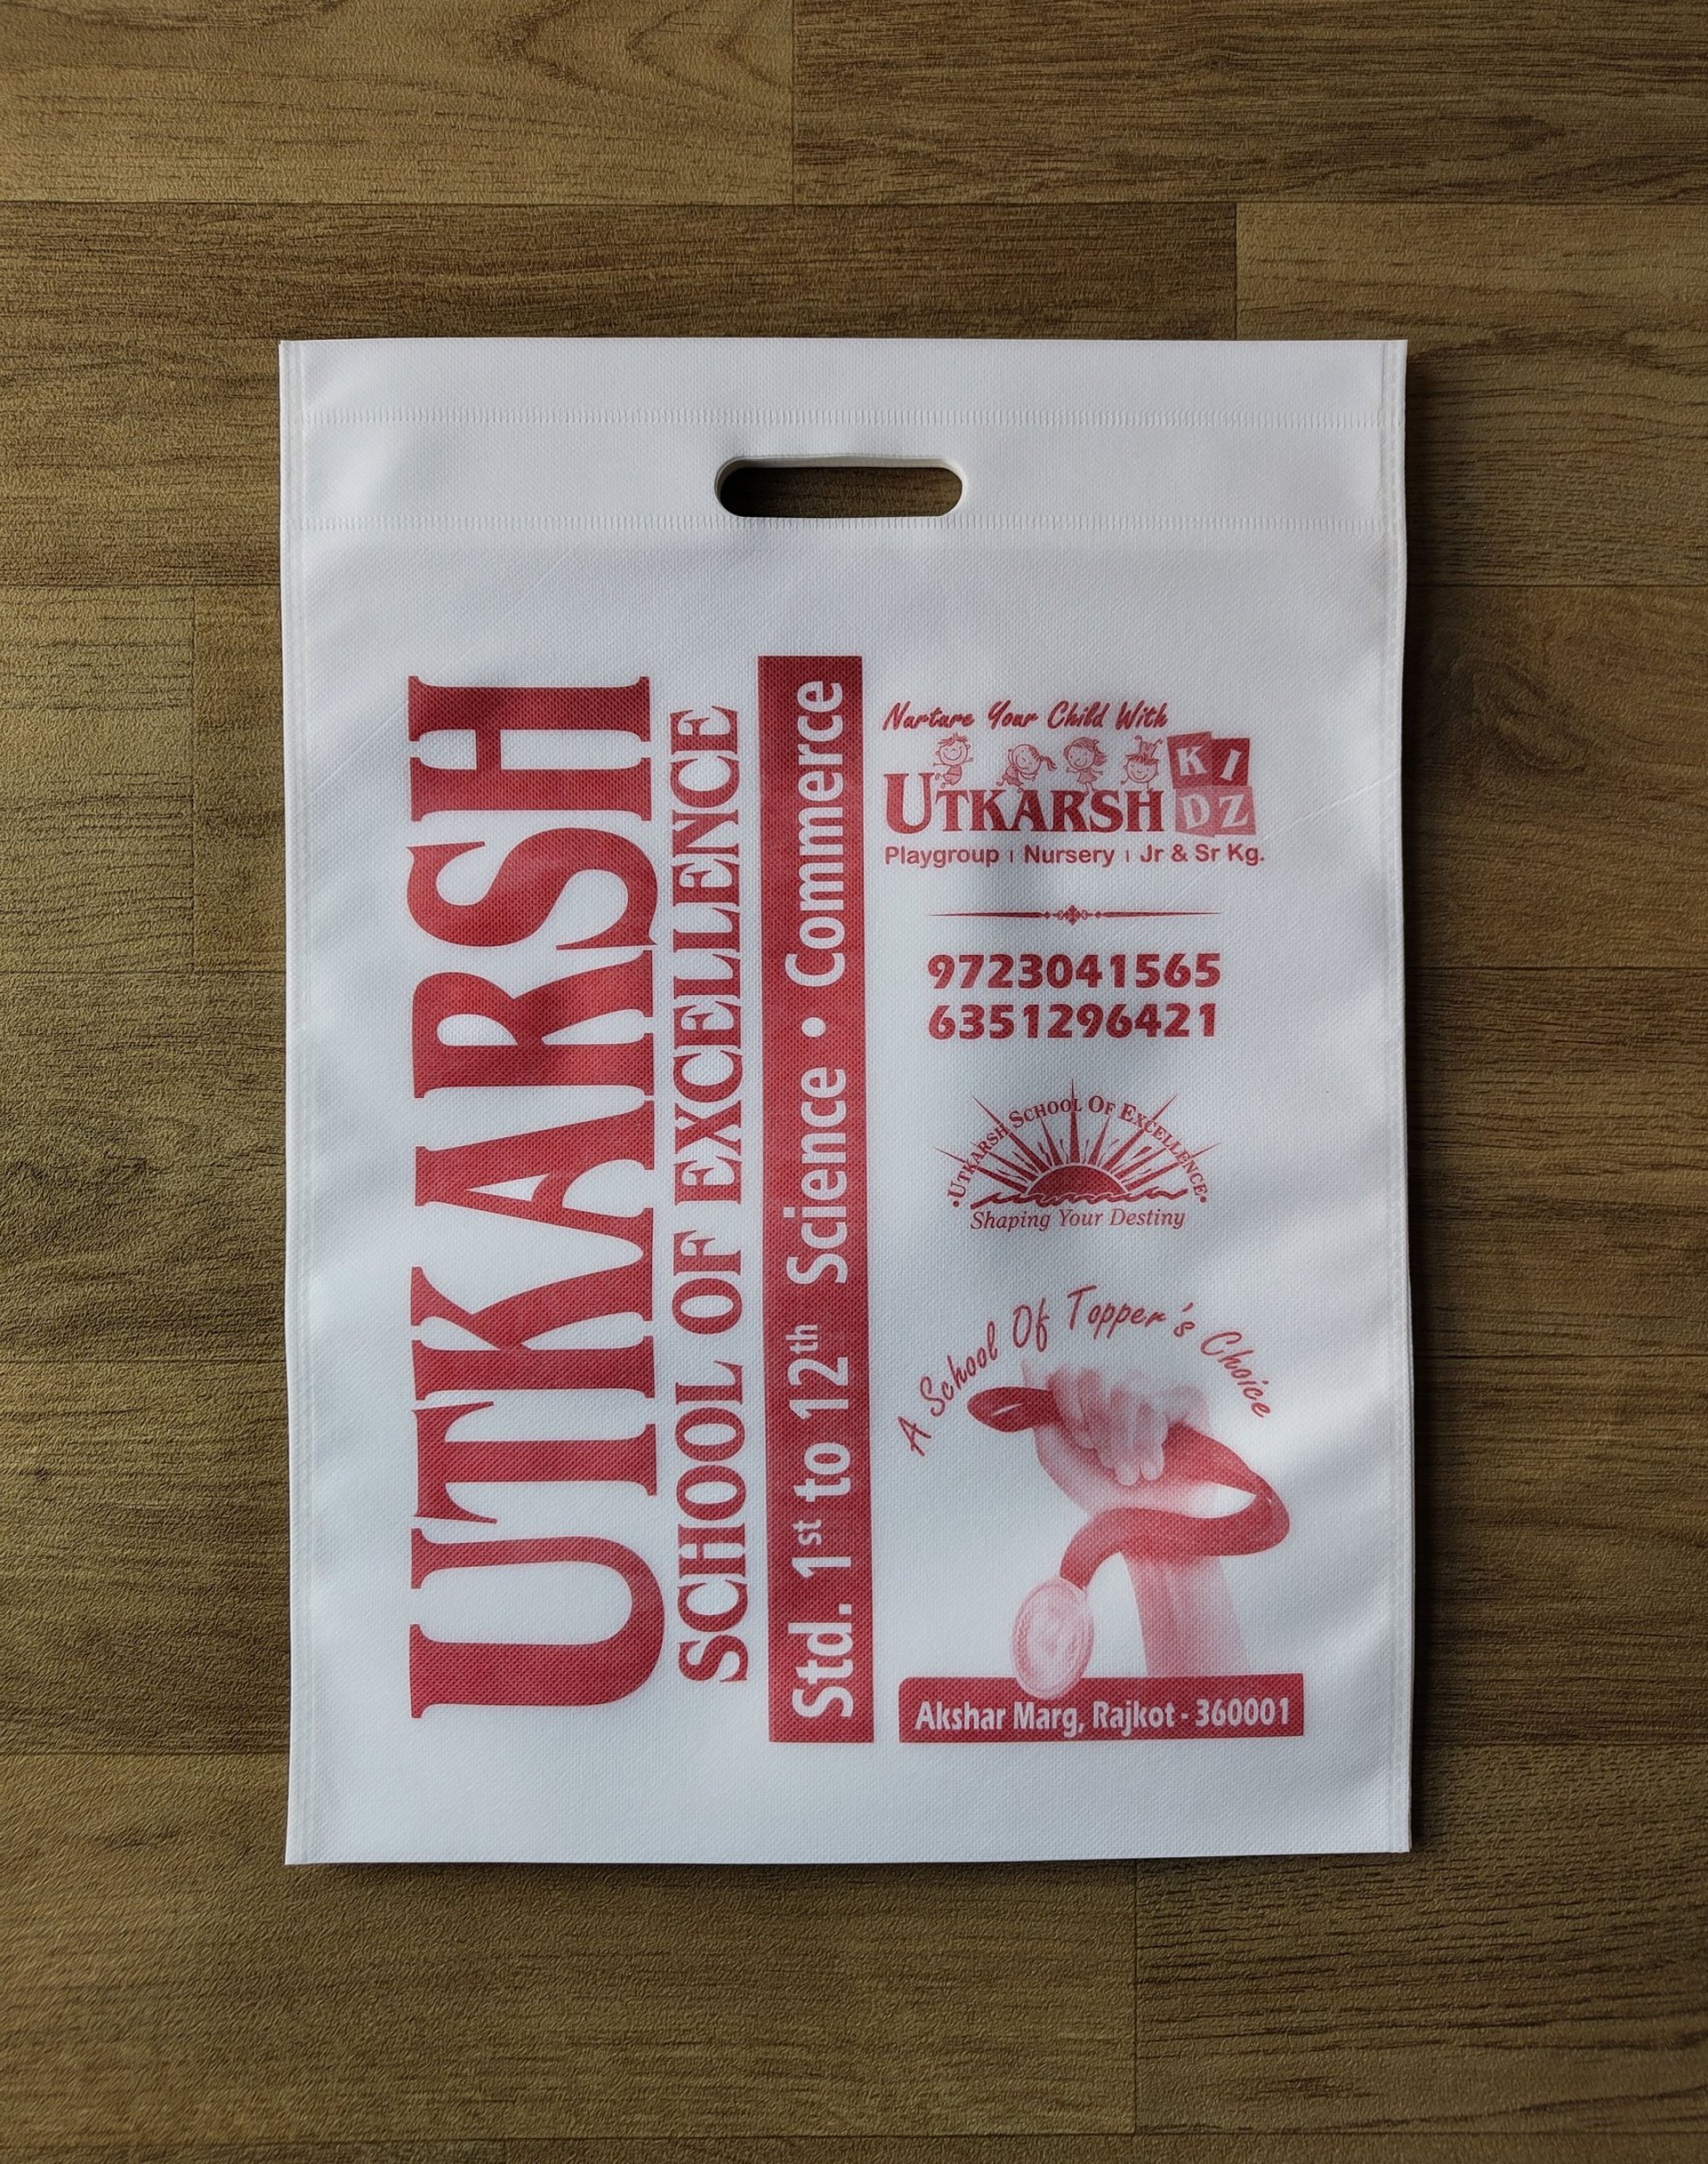 UTKARSH
SCHOOL OF EXCELLENCE
Std. 1st to 12th Science • Commerce
Nurture Your Child With
UTKARSH KIDZ
Playgroup | Nursery | Jr & Sr Kg.
9723041565
6351296421
• UTKARSH SCHOOL OF EXCELLENCE •
Shaping Your Destiny
A School Of Topper's Choice
Akshar Marg, Rajkot - 360001